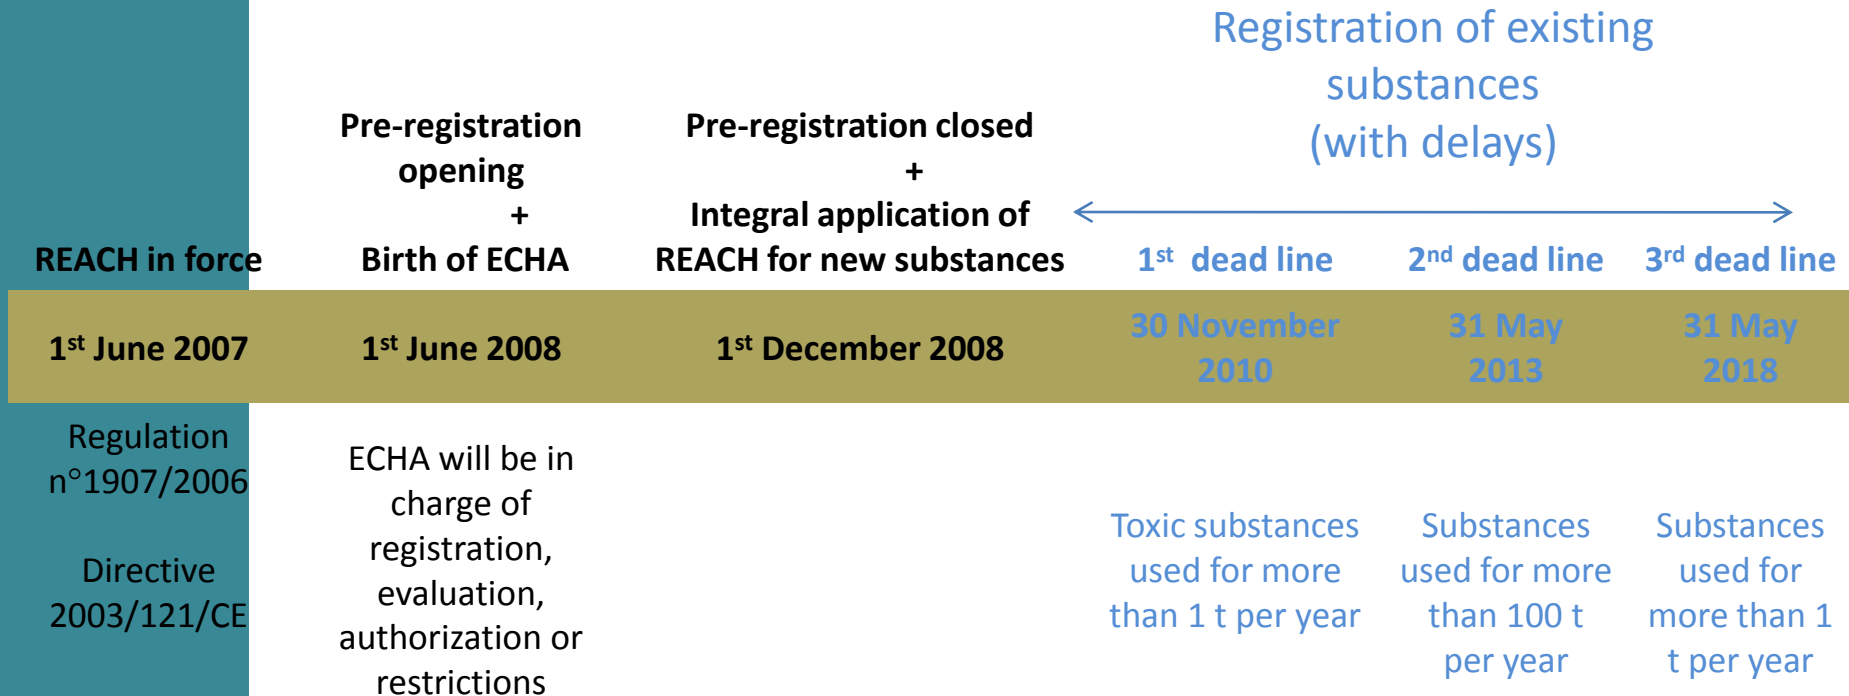 Registration of existing
substances
(with delays)
Pre-registration
opening
+
Birth of ECHA
Pre-registration closed
+
Integral application of
REACH for new substances
REACH in force
1st dead line
2nd dead line
3rd dead line
1st June 2007
1st June 2008
1st December 2008
30 November
2010
31 May
2013
31 May
2018
Regulation
n°1907/2006
Directive
2003/121/CE
ECHA will be in
charge of
registration,
evaluation,
authorization or
restrictions
Toxic substances
used for more
than 1 t per year
Substances
used for more
than 100 t
per year
Substances
used for
more than 1
t per year